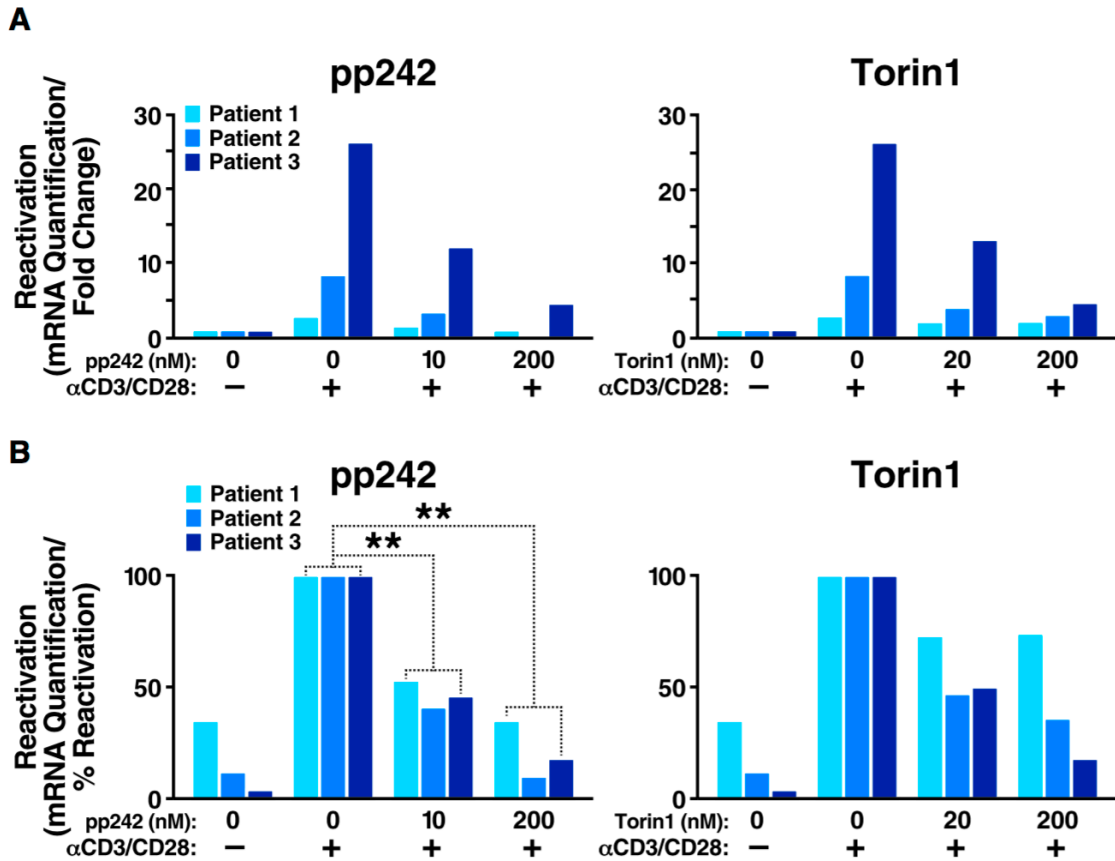 A
pp242
Torin1
Reactivation
(mRNA Quantification/
Fold Change)
30
20
10
0
Patient 1
Patient 2
Patient 3
pp242 (nM): 0 0 10 200
αCD3/CD28: – + + +
30
20
10
0
Torin1 (nM): 0 0 20 200
αCD3/CD28: – + + +
B
pp242
Torin1
Reactivation
(mRNA Quantification/
% Reactivation)
100
50
0
Patient 1
Patient 2
Patient 3
**
**
pp242 (nM): 0 0 10 200
αCD3/CD28: – + + +
100
50
0
Torin1 (nM): 0 0 20 200
αCD3/CD28: – + + +